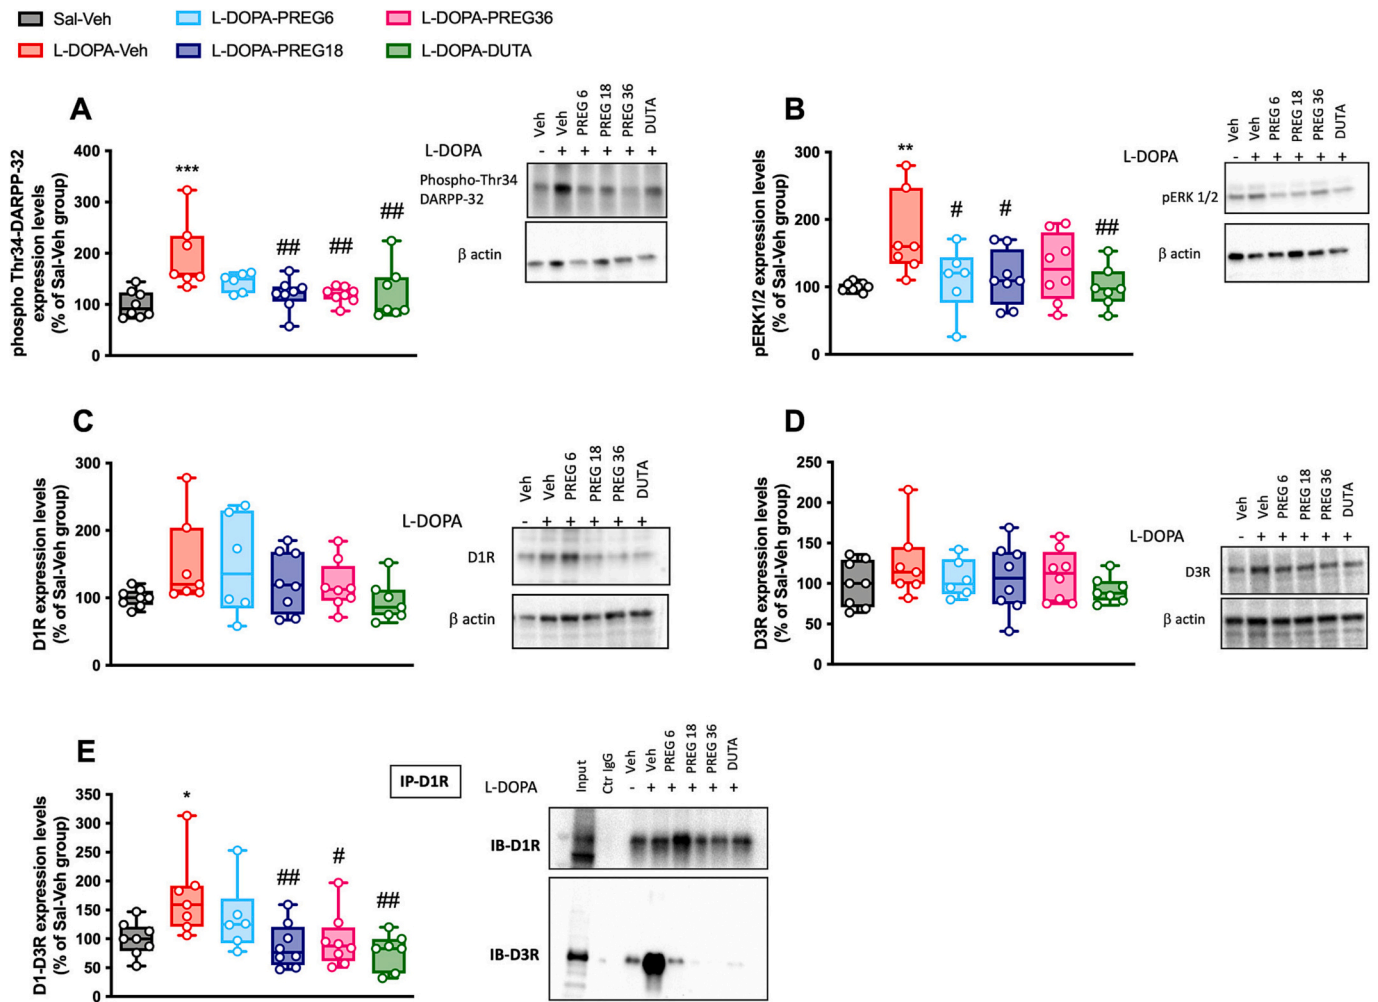 Sal-Veh
L-DOPA-PREG6
L-DOPA-PREG36
L-DOPA-Veh
L-DOPA-PREG18
L-DOPA-DUTA
A
phospho Thr34-DARPP-32
expression levels
(% of Sal-Veh group)
400
300
200
100
0
***
##
##
##
Veh
Veh
PREG 6
PREG 18
PREG 36
DUTA
L-DOPA
- + + + + +
Phospho-Thr34
DARPP-32
β actin
B
pERK1/2 expression levels
(% of Sal-Veh group)
300
200
100
0
**
#
#
##
Veh
Veh
PREG 6
PREG 18
PREG 36
DUTA
L-DOPA
- + + + + +
pERK 1/2
β actin
C
D1R expression levels
(% of Sal-Veh group)
300
200
100
0
Veh
Veh
PREG 6
PREG 18
PREG 36
DUTA
L-DOPA
- + + + + +
D1R
β actin
D
D3R expression levels
(% of Sal-Veh group)
250
200
150
100
50
0
Veh
Veh
PREG 6
PREG 18
PREG 36
DUTA
L-DOPA
- + + + + +
D3R
β actin
E
D1-D3R expression levels
(% of Sal-Veh group)
350
300
250
200
150
100
50
0
*
##
#
##
IP-D1R
Input
Ctr IgG
Veh
Veh
PREG 6
PREG 18
PREG 36
DUTA
L-DOPA
- + + + + +
IB-D1R
IB-D3R